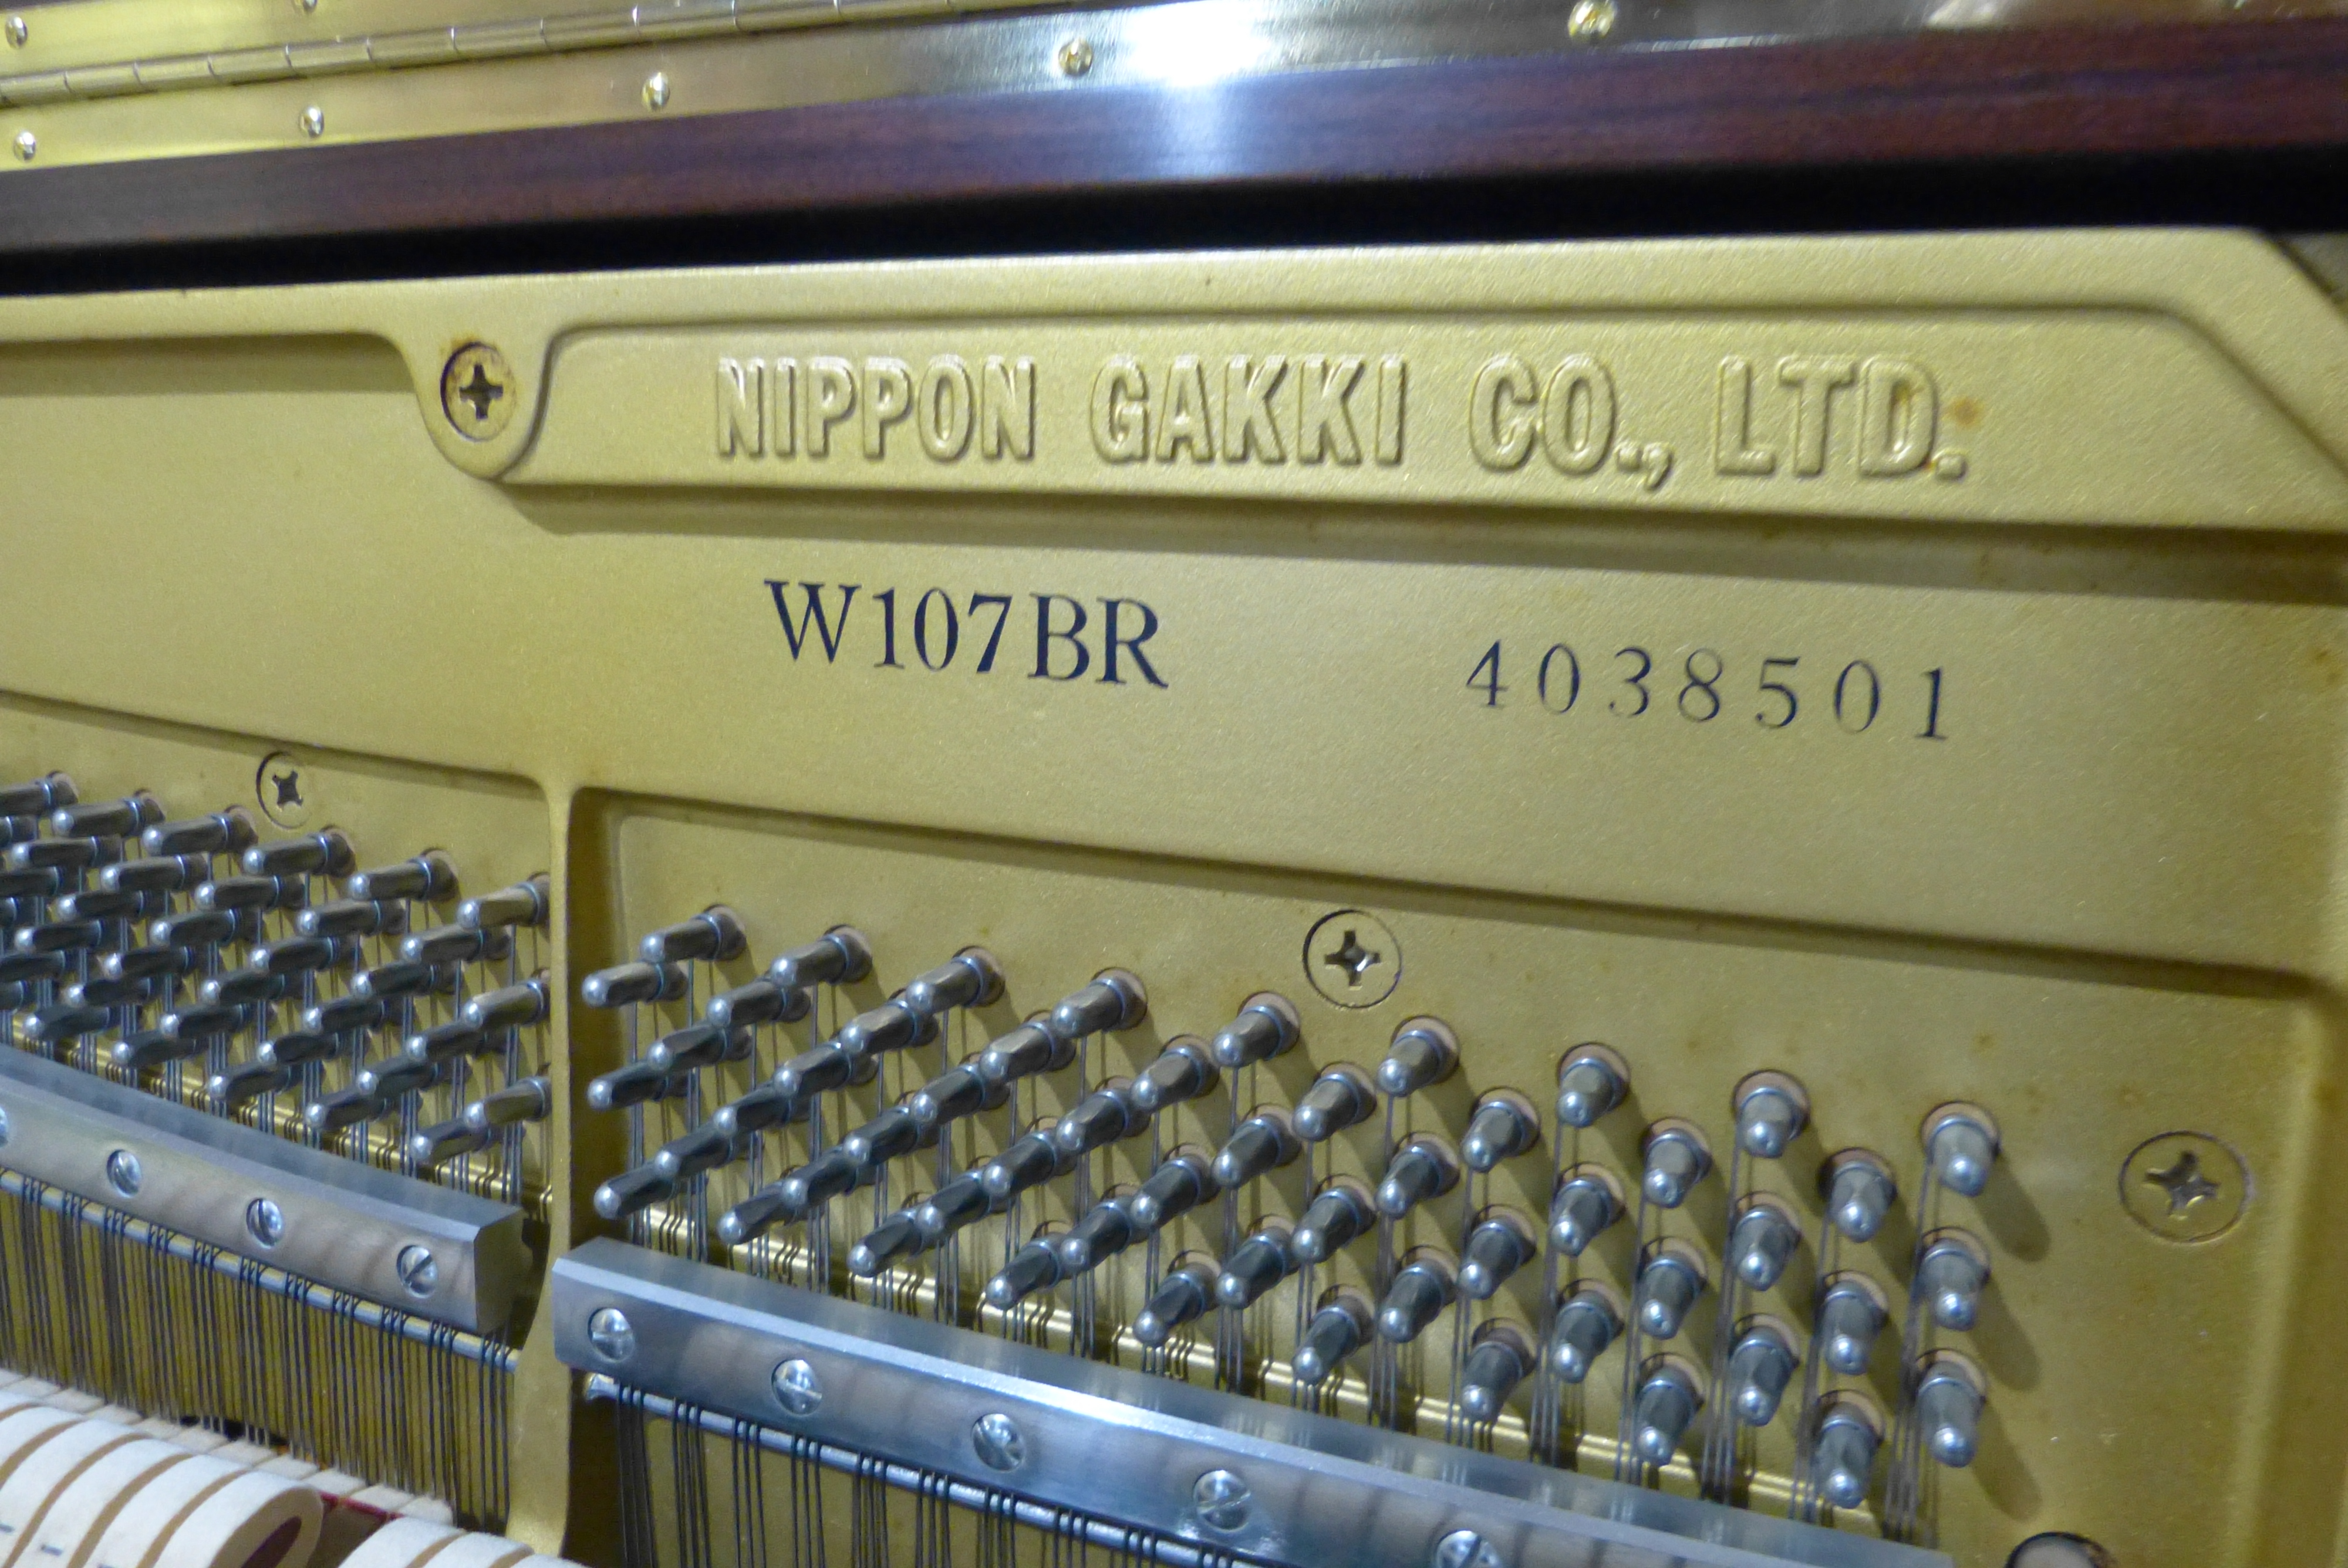 NIPPON GAKKI CO., LTD.
W107BR 4038501